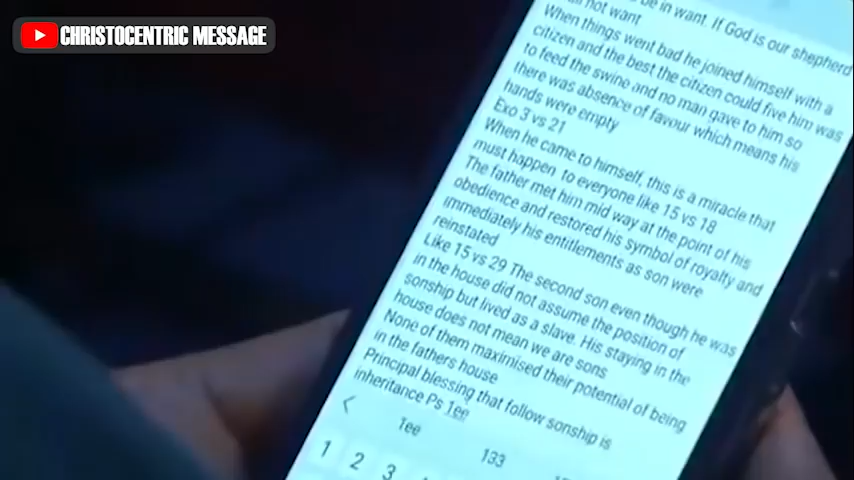 CHRISTOCENTRIC MESSAGE
be in want. If God is our shepherd
not want
When things went bad he joined himself with a
citizen and the best the citizen could five him was
to feed the swine and no man gave to him so
there was absence of favour which means his
hands were empty
Exo 3 vs 21
When he came to himself, this is a miracle that
must happen to everyone like 15 vs 18
The father met him mid way at the point of his
obedience and restored his symbol of royalty and
immediately his entitlements as son were
reinstated
Like 15 vs 29 The second son even though he was
in the house did not assume the position of
sonship but lived as a slave. His staying in the
house does not mean we are sons
None of them maximised their potential of being
in the fathers house
Principal blessing that follow sonship is
inheritance Ps 1ee
1ee 133
1 2 3